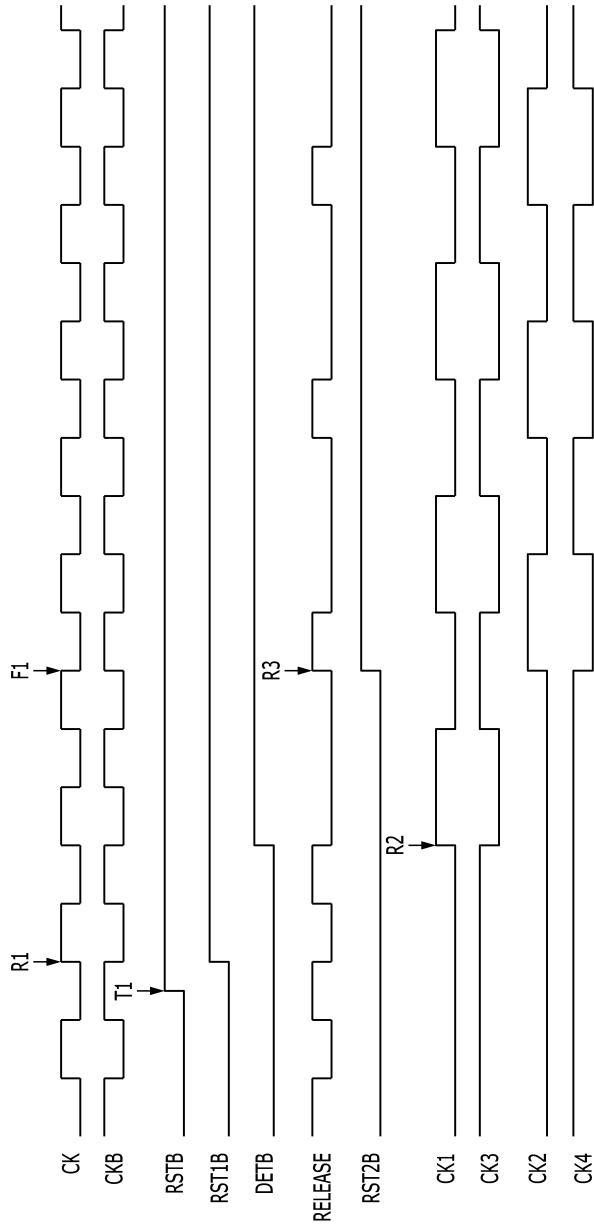 CK
CKB
RSTB
RST1B
DETB
RELEASE
RST2B
CK1
CK3
CK2
CK4
R1
F1
T1
R3
R2